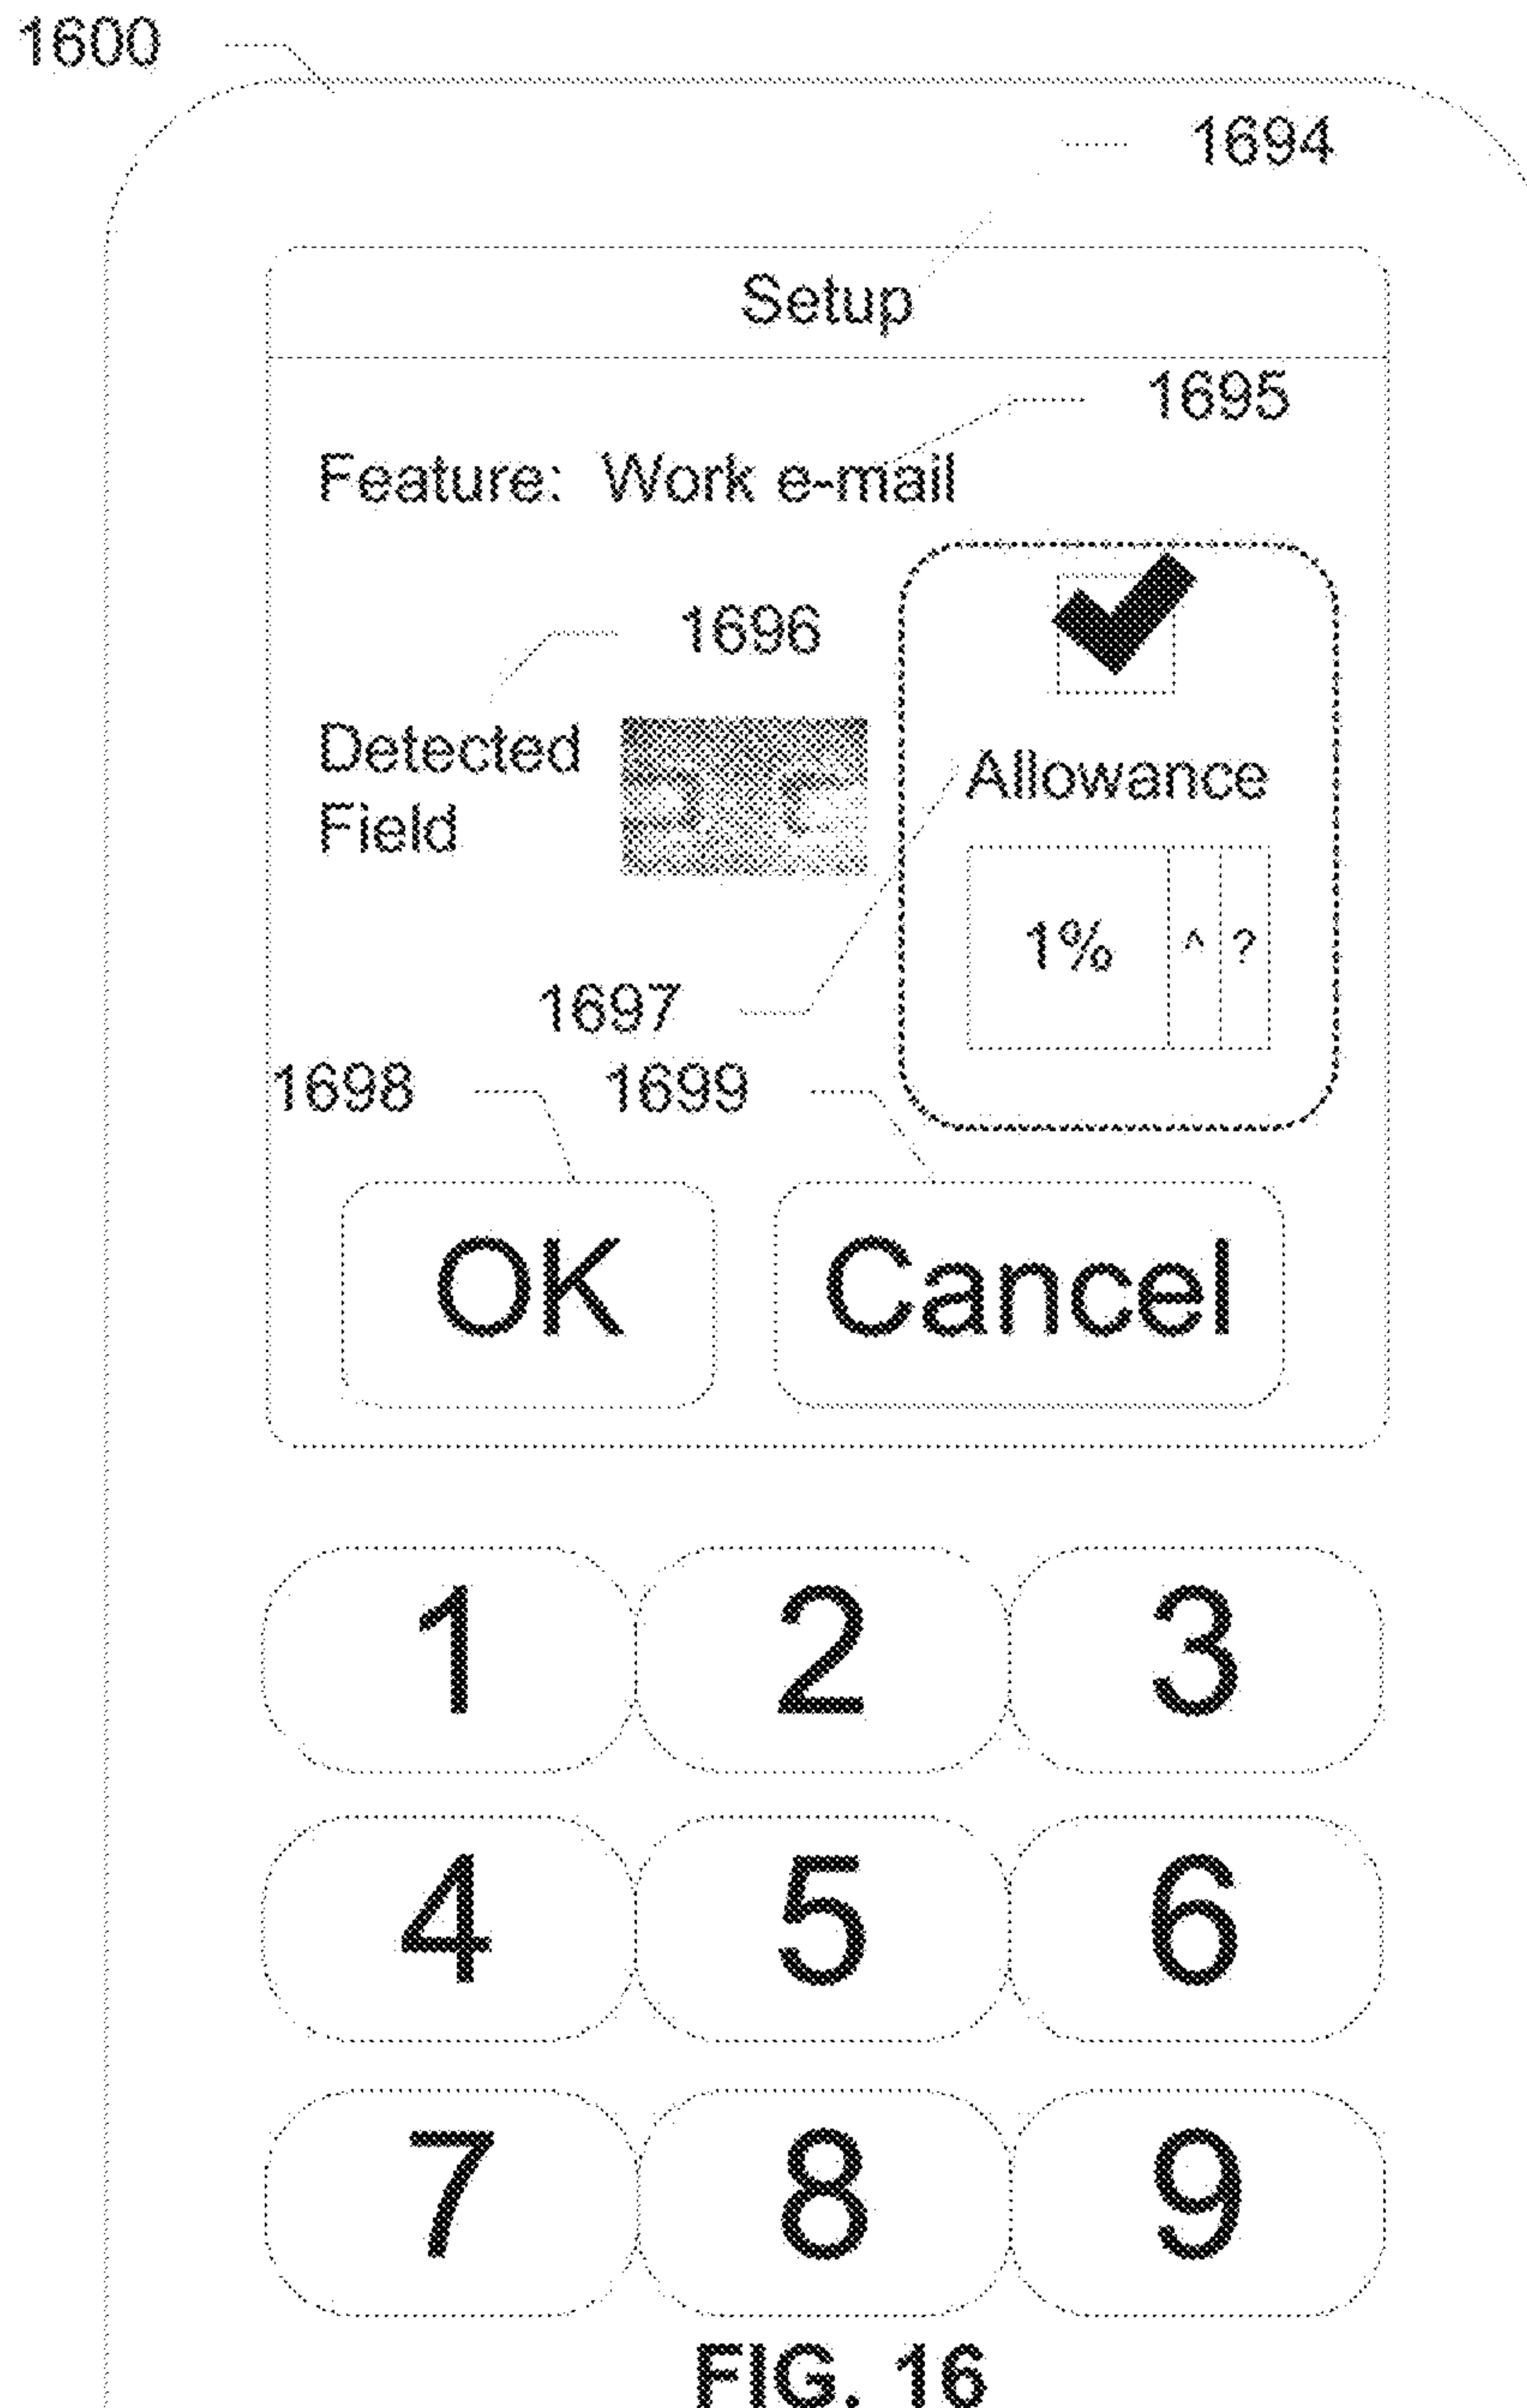 1600
1694
Setup
1695
Feature: Work e-mail
1696
Detected
Field
Allowance
1% ^ ?
1697
1698 1699
OK Cancel
1 2 3
4 5 6
7 8 9
FIG. 16